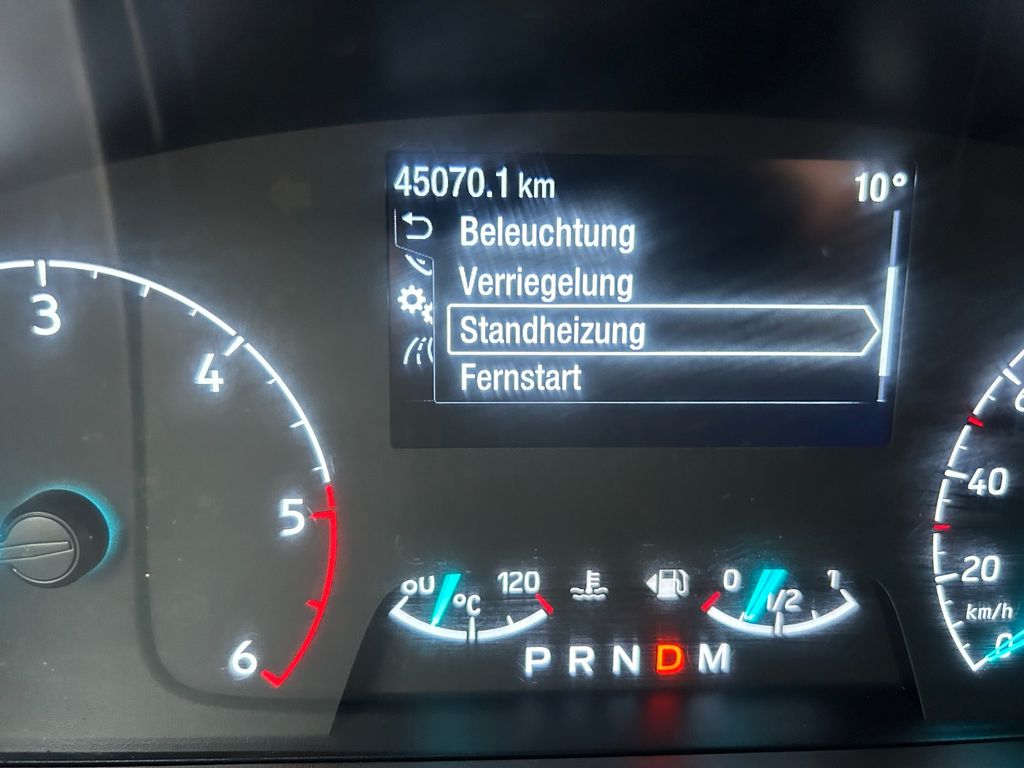 45070.1 km 10°
Beleuchtung
Verriegelung
Standheizung
Fernstart
3
4
5
6
40
20
km/h
0
120
°C
0
1/2
1
P R N D M